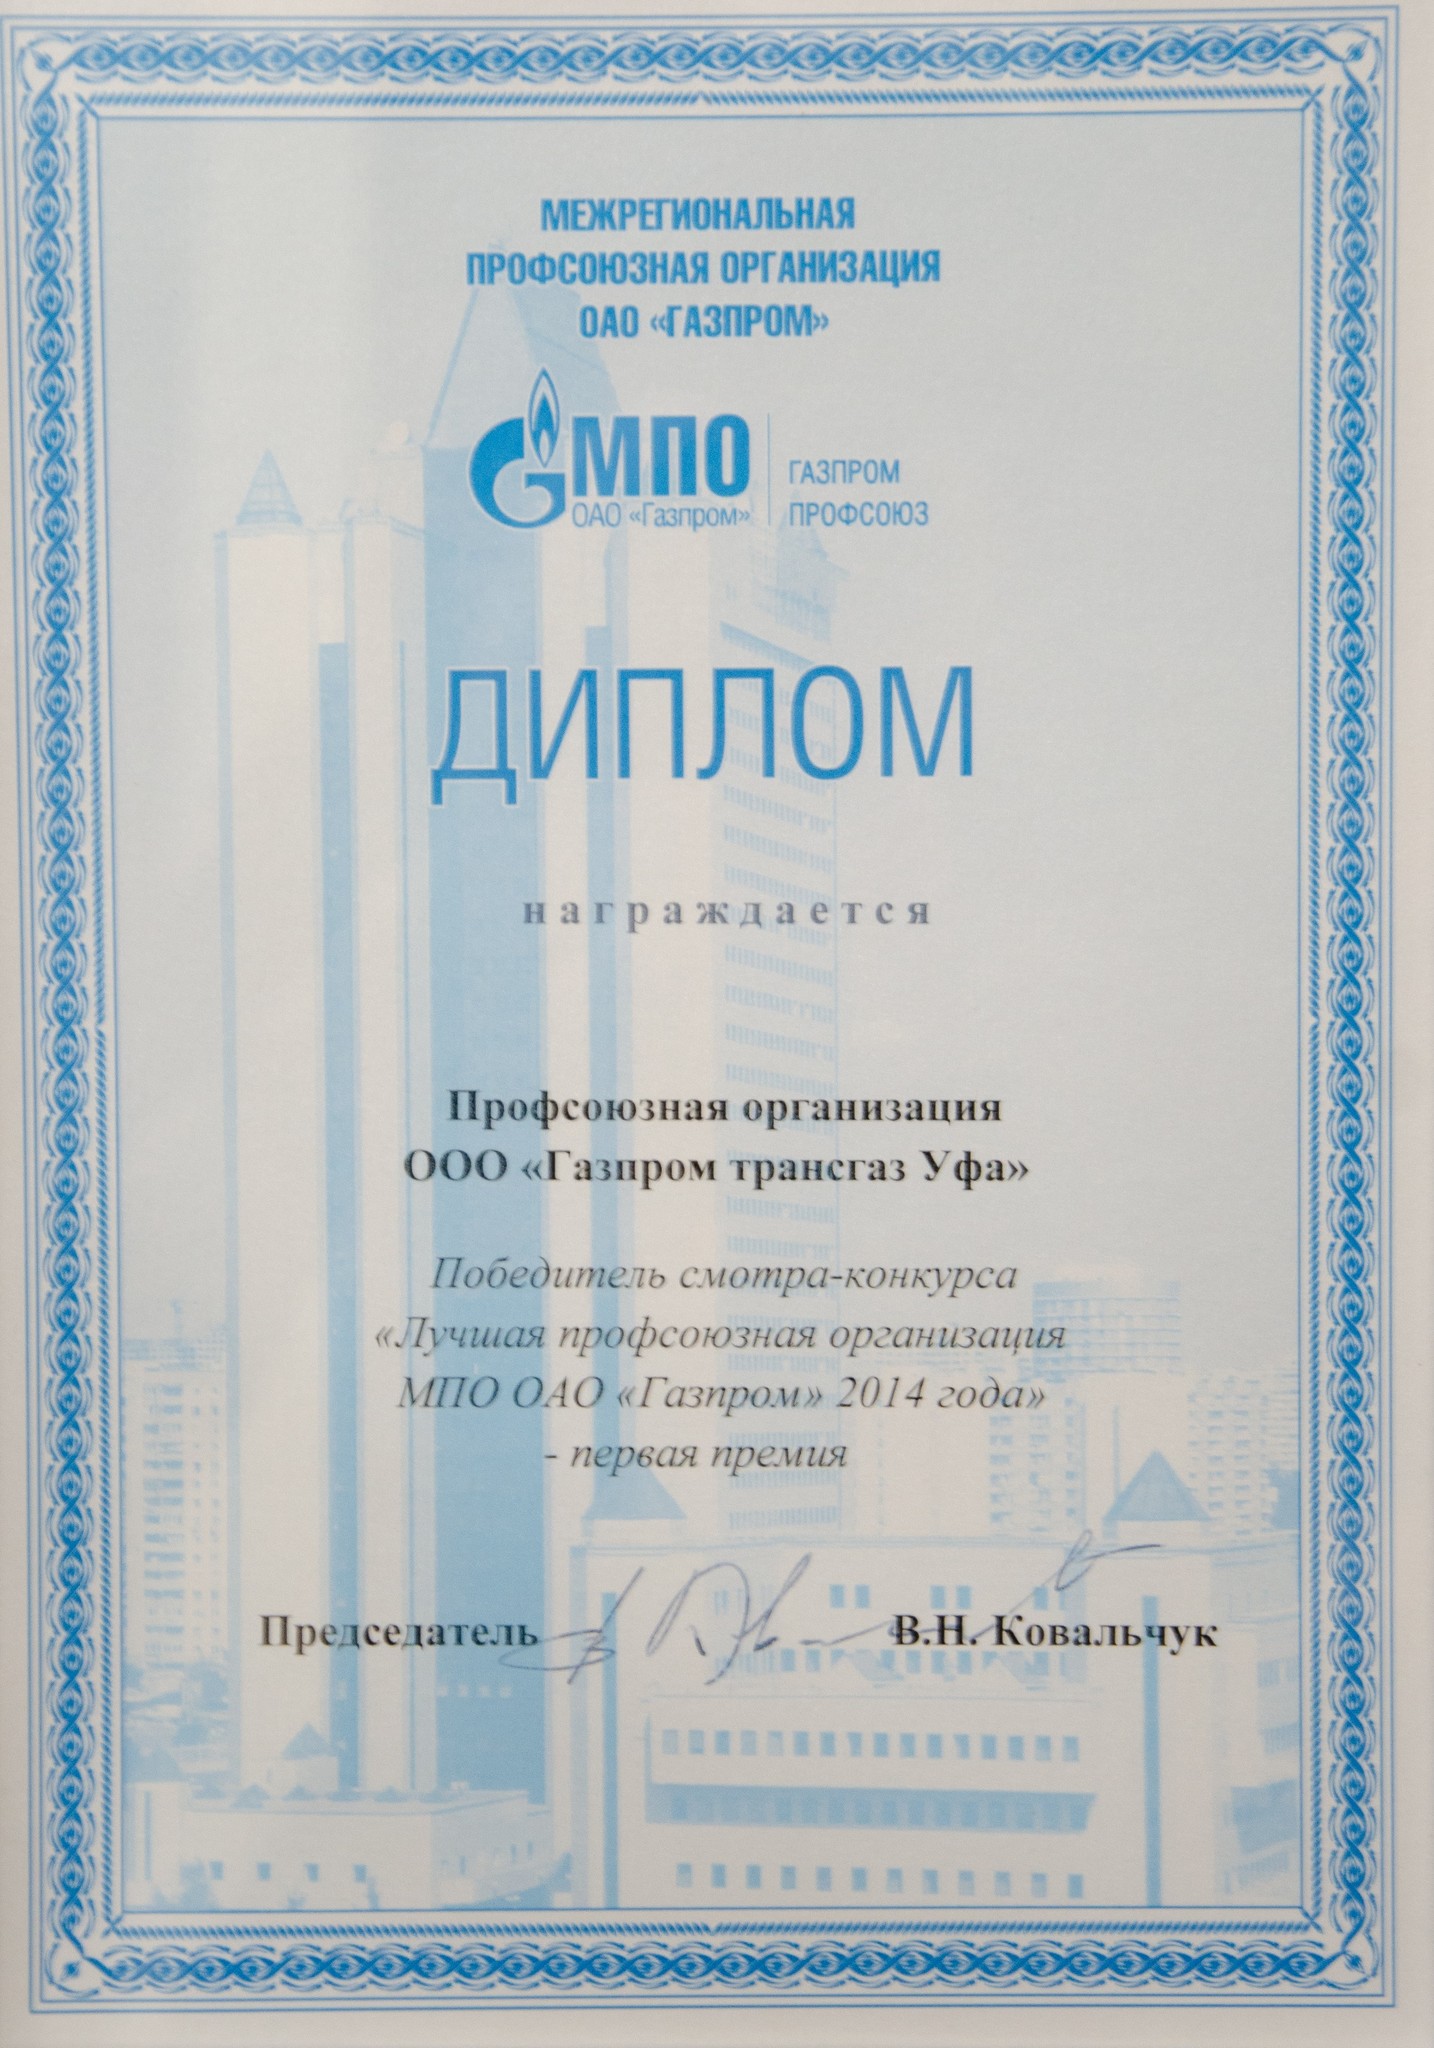 МЕЖРЕГИОНАЛЬНАЯ
ПРОФСОЮЗНАЯ ОРГАНИЗАЦИЯ
ОАО «ГАЗПРОМ»
МПО
ОАО «Газпром»
ГАЗПРОМ
ПРОФСОЮЗ
ДИПЛОМ
награждается
Профсоюзная организация
ООО «Газпром трансгаз Уфа»
Победитель смотра-конкурса
«Лучшая профсоюзная организация
МПО ОАО «Газпром» 2014 года»
- первая премия
Председатель В.Н. Ковальчук